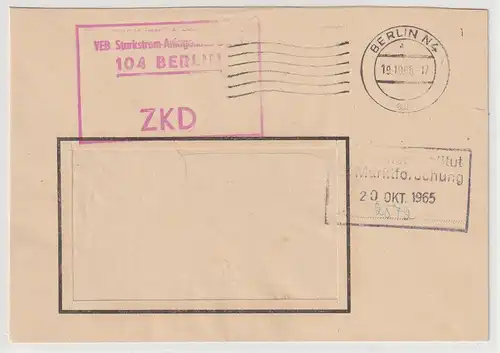 VEB Starkstrom-Anlagenbau
104 BERLIN
ZKD
BERLIN N4
19.10.65-17
Marktforschung
20. OKT. 1965